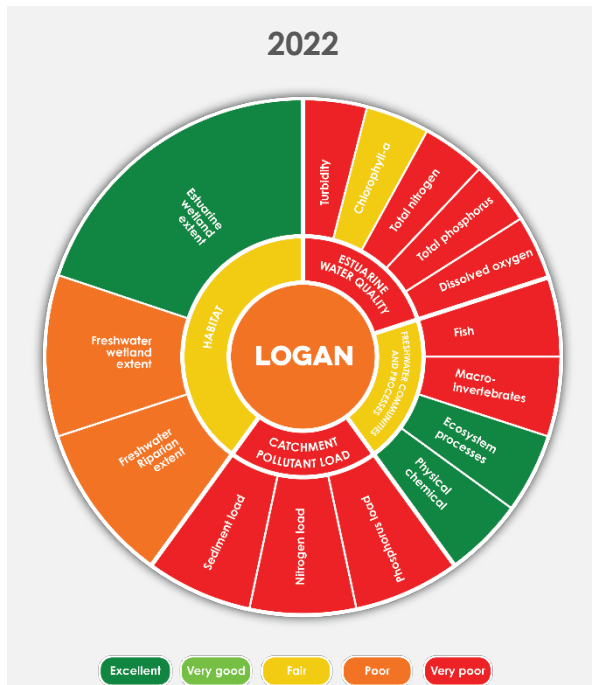 2022
Turbidity
Chlorophyll-a
Total nitrogen
Total phosphorus
Dissolved oxygen
Fish
Macro-
Invertebrates
Ecosystem
processes
Physical
chemical
Phosphorus load
Nitrogen load
Sediment load
Freshwater
Riparian
extent
Freshwater
wetland
extent
Estuarine
wetland
extent
ESTUARINE
WATER QUALITY
FRESHWATER COMMUNITIES
AND PROCESSES
CATCHMENT
POLLUTANT LOAD
HABITAT
LOGAN
Excellent
Very good
Fair
Poor
Very poor